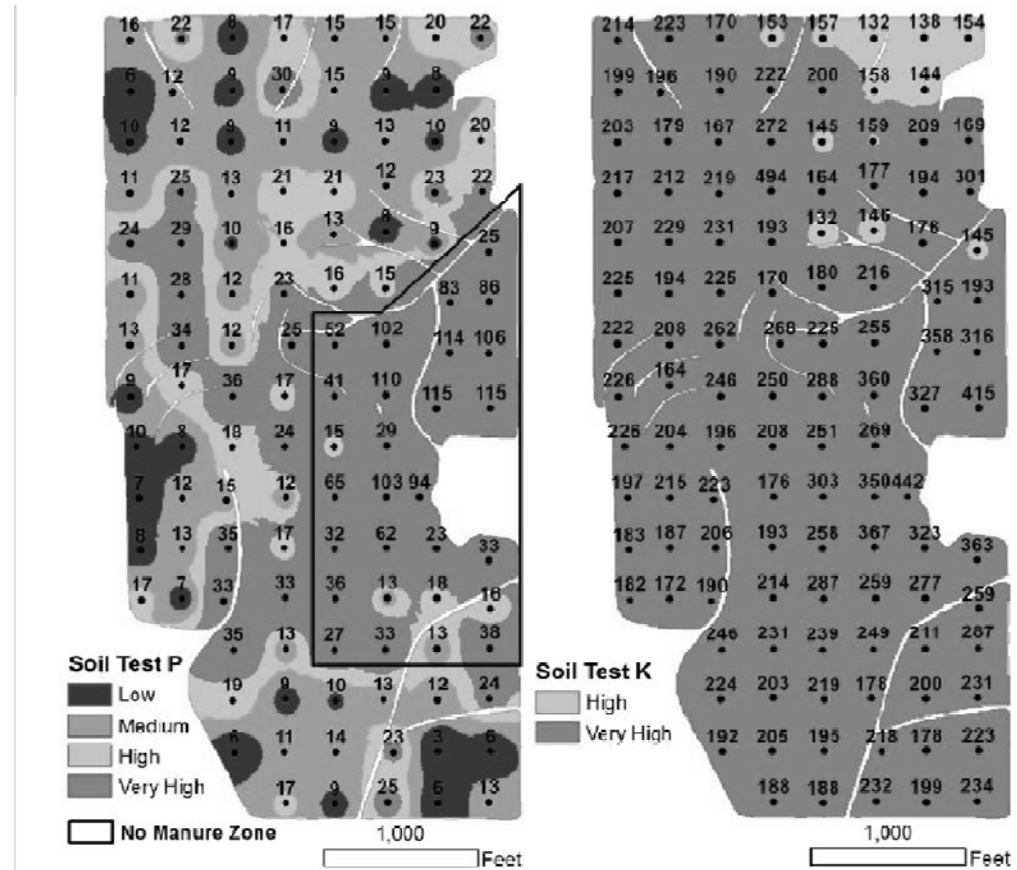 16 22 8 17 15 15 20 22
6 12 9 30 15 9 8
10 12 9 11 9 13 10 20
11 25 13 21 21 12 23 22
24 29 10 16 13 8 9 25
11 28 12 23 16 15 83 86
13 34 12 25 52 102 114 106
9 17 36 17 41 110 115 115
10 8 18 24 15 29
7 12 15 12 65 103 94
8 13 35 17 32 62 23 33
17 7 33 33 36 13 18 16
35 13 27 33 13 38
19 9 10 13 12 24
6 11 14 23 3 6
17 9 25 6 13
Soil Test P
Low
Medium
High
Very High
No Manure Zone
1,000
Feet
214 223 170 153 157 132 138 154
199 196 190 222 200 158 144
203 179 167 272 145 159 209 169
217 212 219 494 164 177 194 301
207 229 231 193 132 146 176 145
225 194 225 170 180 216 315 193
222 208 262 268 225 255 358 316
226 164 246 250 288 360 327 415
226 204 196 208 251 269
197 215 223 176 303 350 442
183 187 206 193 258 367 323 363
182 172 190 214 287 259 277 259
246 231 239 249 211 287
224 203 219 178 200 231
192 205 195 218 178 223
188 188 232 199 234
Soil Test K
High
Very High
1,000
Feet